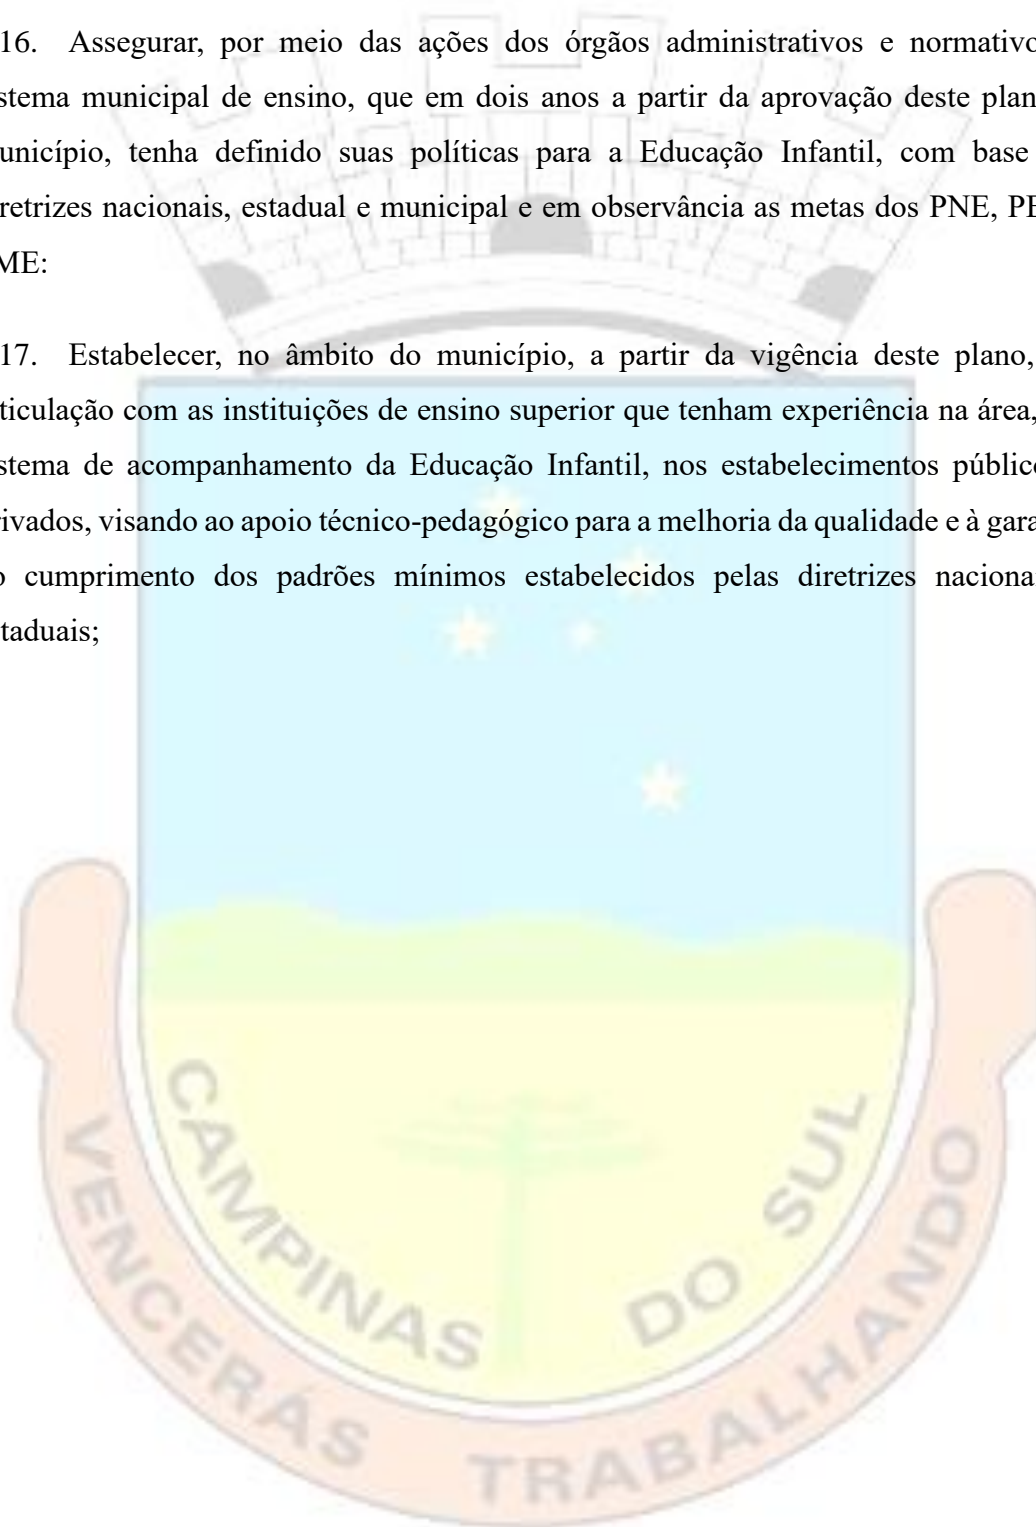 16. Assegurar, por meio das ações dos órgãos administrativos e normativo
stema municipal de ensino, que em dois anos a partir da aprovação deste plan
unicípio, tenha definido suas políticas para a Educação Infantil, com base
retrizes nacionais, estadual e municipal e em observância as metas dos PNE, PE
ME:
17. Estabelecer, no âmbito do município, a partir da vigência deste plano,
ticulação com as instituições de ensino superior que tenham experiência na área,
stema de acompanhamento da Educação Infantil, nos estabelecimentos público
rivados, visando ao apoio técnico-pedagógico para a melhoria da qualidade e à gara
o cumprimento dos padrões mínimos estabelecidos pelas diretrizes naciona
taduais;
CAMPINAS DO SUL
VENCERÁS TRABALHANDO